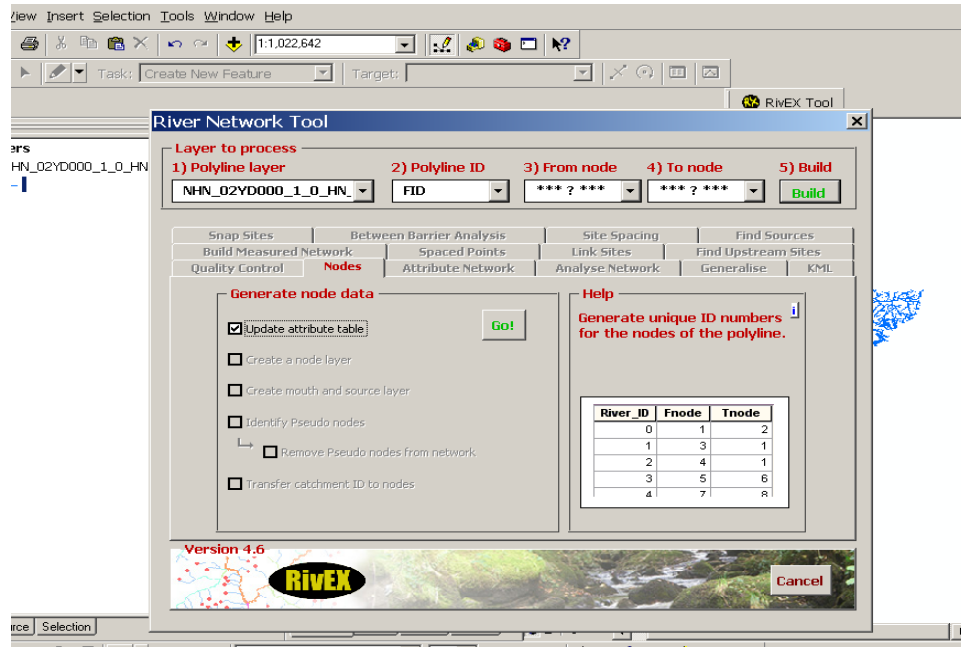 View Insert Selection Tools Window Help
1:1,022,642
Task: Create New Feature Target:
RivEX Tool
River Network Tool
HN_02YD000_1_0_HN
Layer to process
1) Polyline layer 2) Polyline ID 3) From node 4) To node 5) Build
NHN_02YD000_1_0_HN_ FID *** ? *** *** ? *** Build
Snap Sites Between Barrier Analysis Site Spacing Find Sources
Build Measured Network Spaced Points Link Sites Find Upstream Sites
Quality Control Nodes Attribute Network Analyse Network Generalise KML
Generate node data
Update attribute table
Go!
Create a node layer
Create mouth and source layer
Identify Pseudo nodes
Remove Pseudo nodes from network
Transfer catchment ID to nodes
Help
i
Generate unique ID numbers
for the nodes of the polyline.
River_ID Fnode Tnode
0 1 2
1 3 1
2 4 1
3 5 6
4 7 8
Version 4.6
RivEX
Cancel
Selection